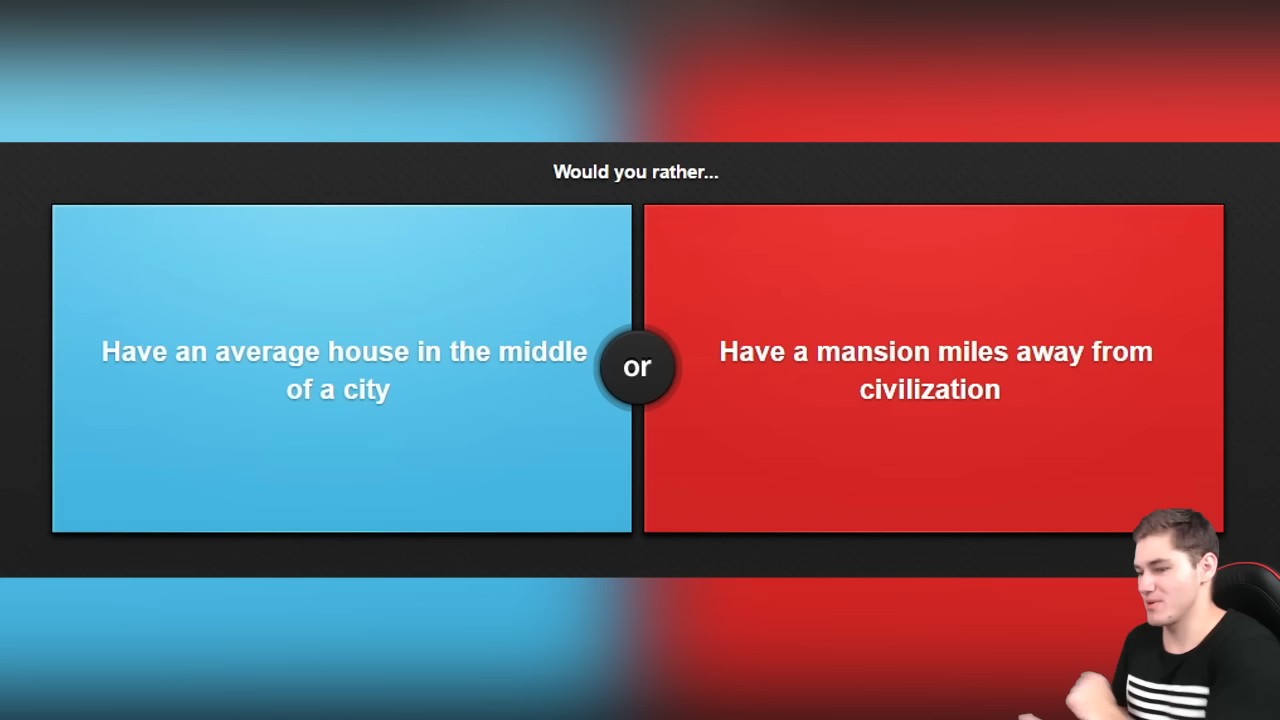 Would you rather...
Have an average house in the middle
of a city
or
Have a mansion miles away from
civilization